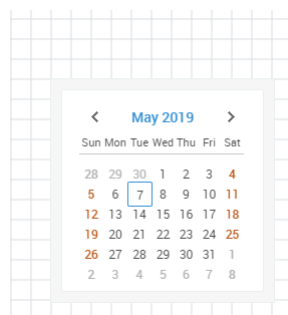 May 2019
Sun Mon Tue Wed Thu Fri Sat
28 29 30 1 2 3 4
5 6 7 8 9 10 11
12 13 14 15 16 17 18
19 20 21 22 23 24 25
26 27 28 29 30 31 1
2 3 4 5 6 7 8